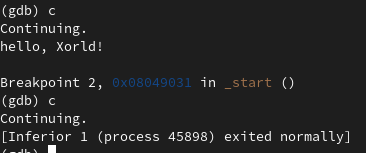 (gdb) c
Continuing.
hello, Xorld!
Breakpoint 2, 0x08049031 in _start ()
(gdb) c
Continuing.
[Inferior 1 (process 45898) exited normally]
(gdb)